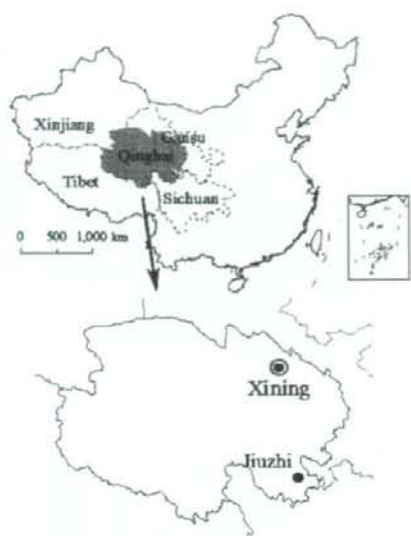 Xinjiang
Gansu
Qinghai
Tibet
Sichuan
0 500 1,000 km
Xining
Jiuzhi